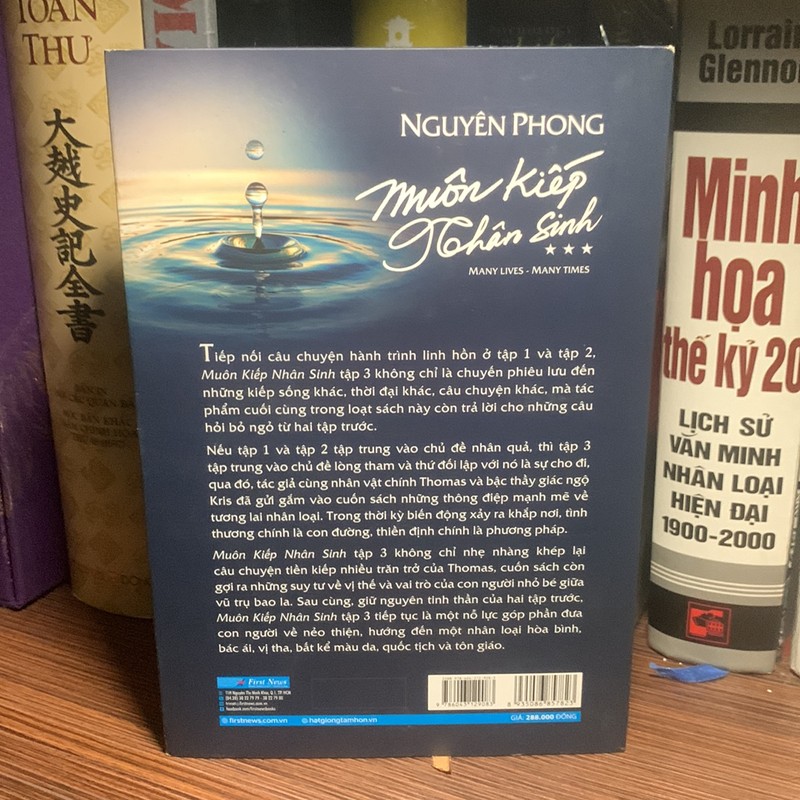 TOÀN
THƯ
大越史記全書
NGUYÊN PHONG
Muôn Kiếp
Nhân Sinh
MANY LIVES - MANY TIMES
Tiếp nối câu chuyện hành trình linh hồn ở tập 1 và tập 2,
Muôn Kiếp Nhân Sinh tập 3 không chỉ là chuyến phiêu lưu đến
những kiếp sống khác, thời đại khác, câu chuyện khác, mà tác
phẩm cuối cùng trong loạt sách này còn trả lời cho những câu
hỏi bỏ ngỏ từ hai tập trước.
Nếu tập 1 và tập 2 tập trung vào chủ đề nhân quả, thì tập 3
tập trung vào chủ đề lòng tham và thứ đối lập với nó là sự cho đi,
qua đó, tác giả cùng nhân vật chính Thomas và bậc thầy giác ngộ
Kris đã gửi gắm vào cuốn sách những thông điệp mạnh mẽ về
tương lai nhân loại. Trong thời kỳ biến động xảy ra khắp nơi, tình
thương chính là con đường, thiền định chính là phương pháp.
Muôn Kiếp Nhân Sinh tập 3 không chỉ nhẹ nhàng khép lại
câu chuyện tiền kiếp nhiều trăn trở của Thomas, cuốn sách còn
gợi ra những suy tư về vị thế và vai trò của con người nhỏ bé giữa
vũ trụ bao la. Sau cùng, giữ nguyên tinh thần của hai tập trước,
Muôn Kiếp Nhân Sinh tập 3 tiếp tục là một nỗ lực góp phần đưa
con người về nẻo thiện, hướng đến một nhân loại hòa bình,
bác ái, vị tha, bất kể màu da, quốc tịch và tôn giáo.
First News
firstnews.com.vn
hatgiongtamhon.vn
9 786043 129083
8 935086 857823
GIÁ: 288.000 ĐỒNG
Lorrain
Glenno
Minh
họa
thế kỷ 20
LỊCH SỬ
VĂN MINH
NHÂN LOẠI
HIỆN ĐẠI
1900-2000